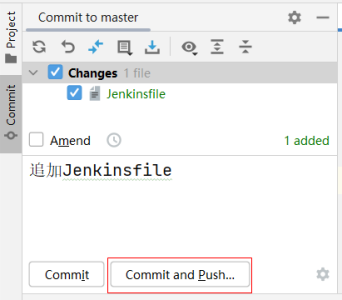 Project
Commit
Commit to master
Changes 1 file
Jenkinsfile
Amend
1 added
追加Jenkinsfile
Commit
Commit and Push...